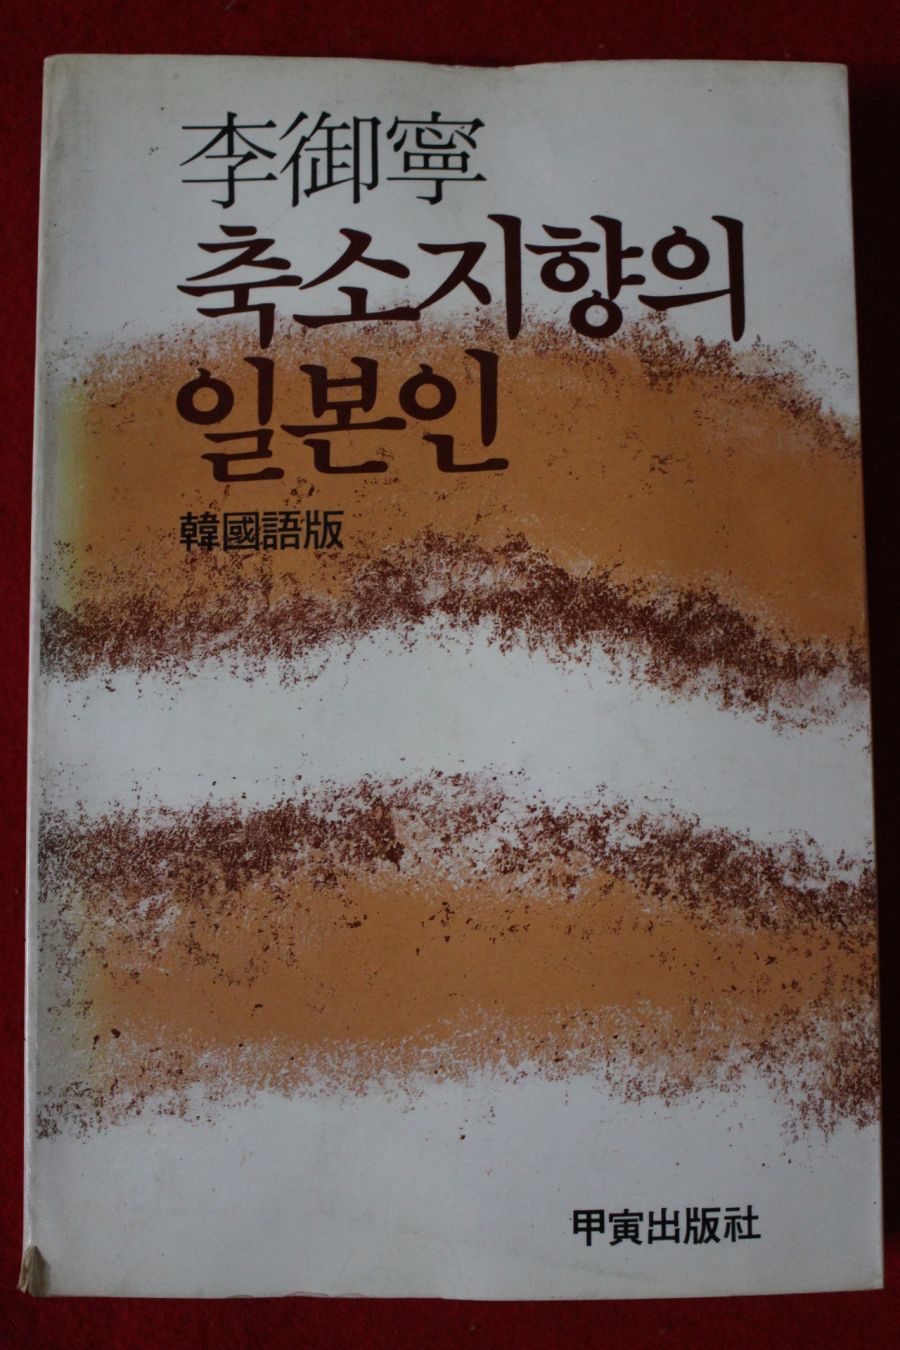 李御寧
축소지향의
일본인
韓國語版
甲寅出版社